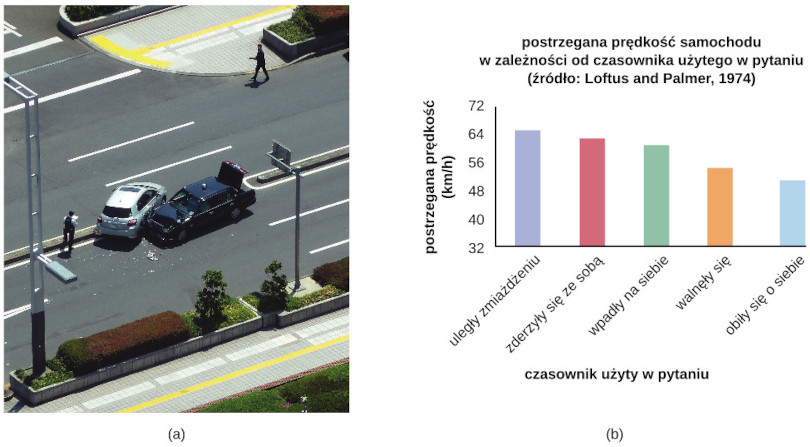 postrzegana prędkość samochodu
w zależności od czasownika użytego w pytaniu
(źródło: Loftus and Palmer, 1974)
postrzegana prędkość
(km/h)
72
64
56
48
40
32
uległy zmiażdżeniu
zderzyły się ze sobą
wpadły na siebie
walnęły się
obiły się o siebie
czasownik użyty w pytaniu
(a)
(b)